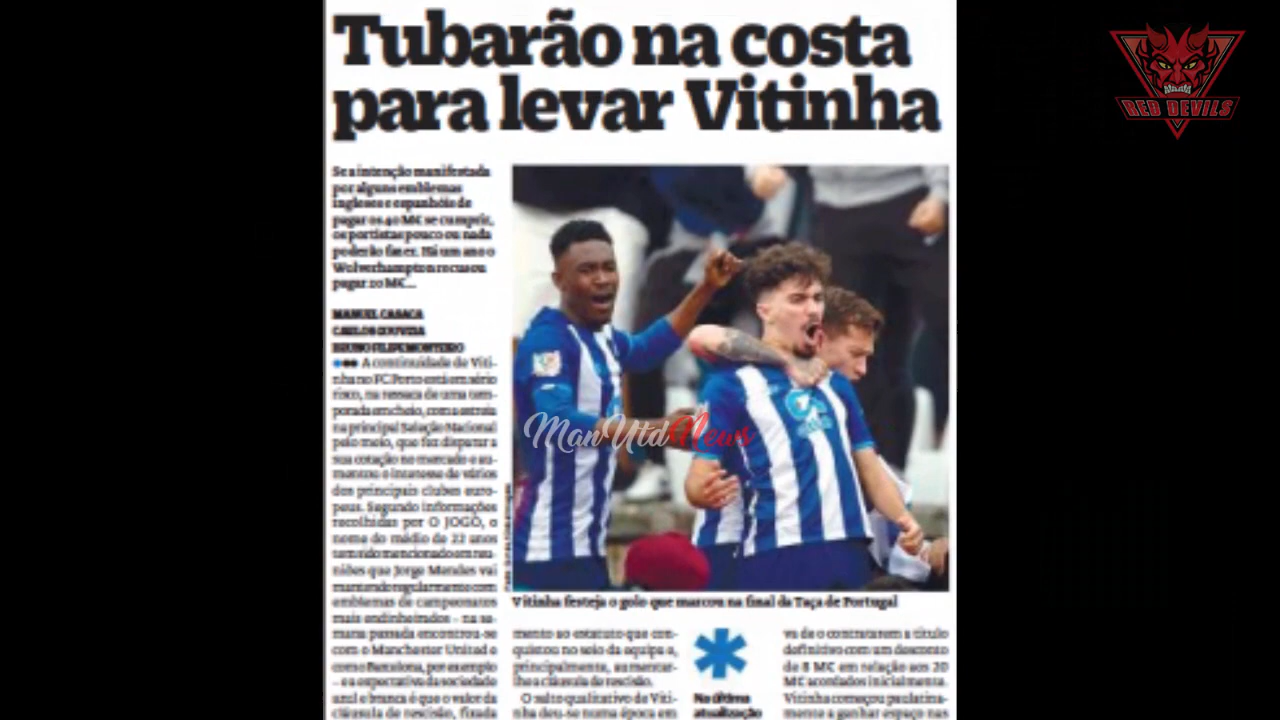 Tubarão na costa
para levar Vitinha
RED DEVILS
Se a intenção manifestada
por alguns emblemas
ingleses e espanhóis de
pagar os 40 M€ se cumprir,
os portistas pouco ou nada
poderão fazer. Há um ano o
Wolverhampton recusou
pagar 20 M€...
MANUEL CASACA
CARLOS GOUVEIA
BRUNO FILIPE MONTEIRO
A continuidade de Viti-
nha no FC Porto está em sério
risco, na ressaca de uma tem-
porada em cheio, com a estreia
na principal Seleção Nacional
pelo meio, que fez disparar a
sua cotação no mercado e au-
mentou o interesse de vários
dos principais clubes euro-
peus. Segundo informações
recolhidas por O JOGO, o
nome do médio de 22 anos
tem sido mencionado em reu-
niões que Jorge Mendes vai
mantendo regularmente com
emblemas de campeonatos
mais endinheirados - na se-
mana passada encontrou-se
com o Manchester United e
com o Barcelona, por exemplo
- e a expectativa da sociedade
azul e branca é que o valor da
cláusula de rescisão, fixada
ManUtdNews
Vitinha festeja o golo que marcou na final da Taça de Portugal
mento ao estatuto que con-
quistou no seio da equipa e,
principalmente, aumentar-
lhe a cláusula de rescisão.
O salto qualitativo de Viti-
nha deu-se numa época em
Na última
atualização
va de o contratarem a título
definitivo com um desconto
de 8 M€ em relação aos 20
M€ acordados inicialmente.
Vitinha começou paulatina-
mente a ganhar espaço nas